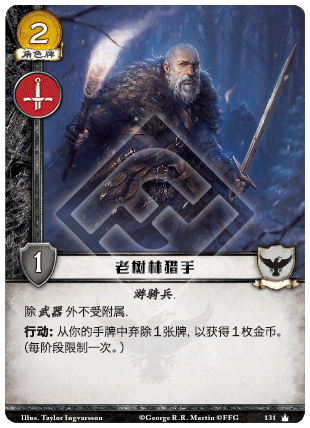 2
角色牌
1
老树林猎手
游骑兵.
除 武器 外不受附属.
行动: 从你的手牌中弃除1张牌, 以获得1枚金币。
(每阶段限制一次。)
Illus. Taylor Ingvarsson ©George R.R. Martin ©FFG 131